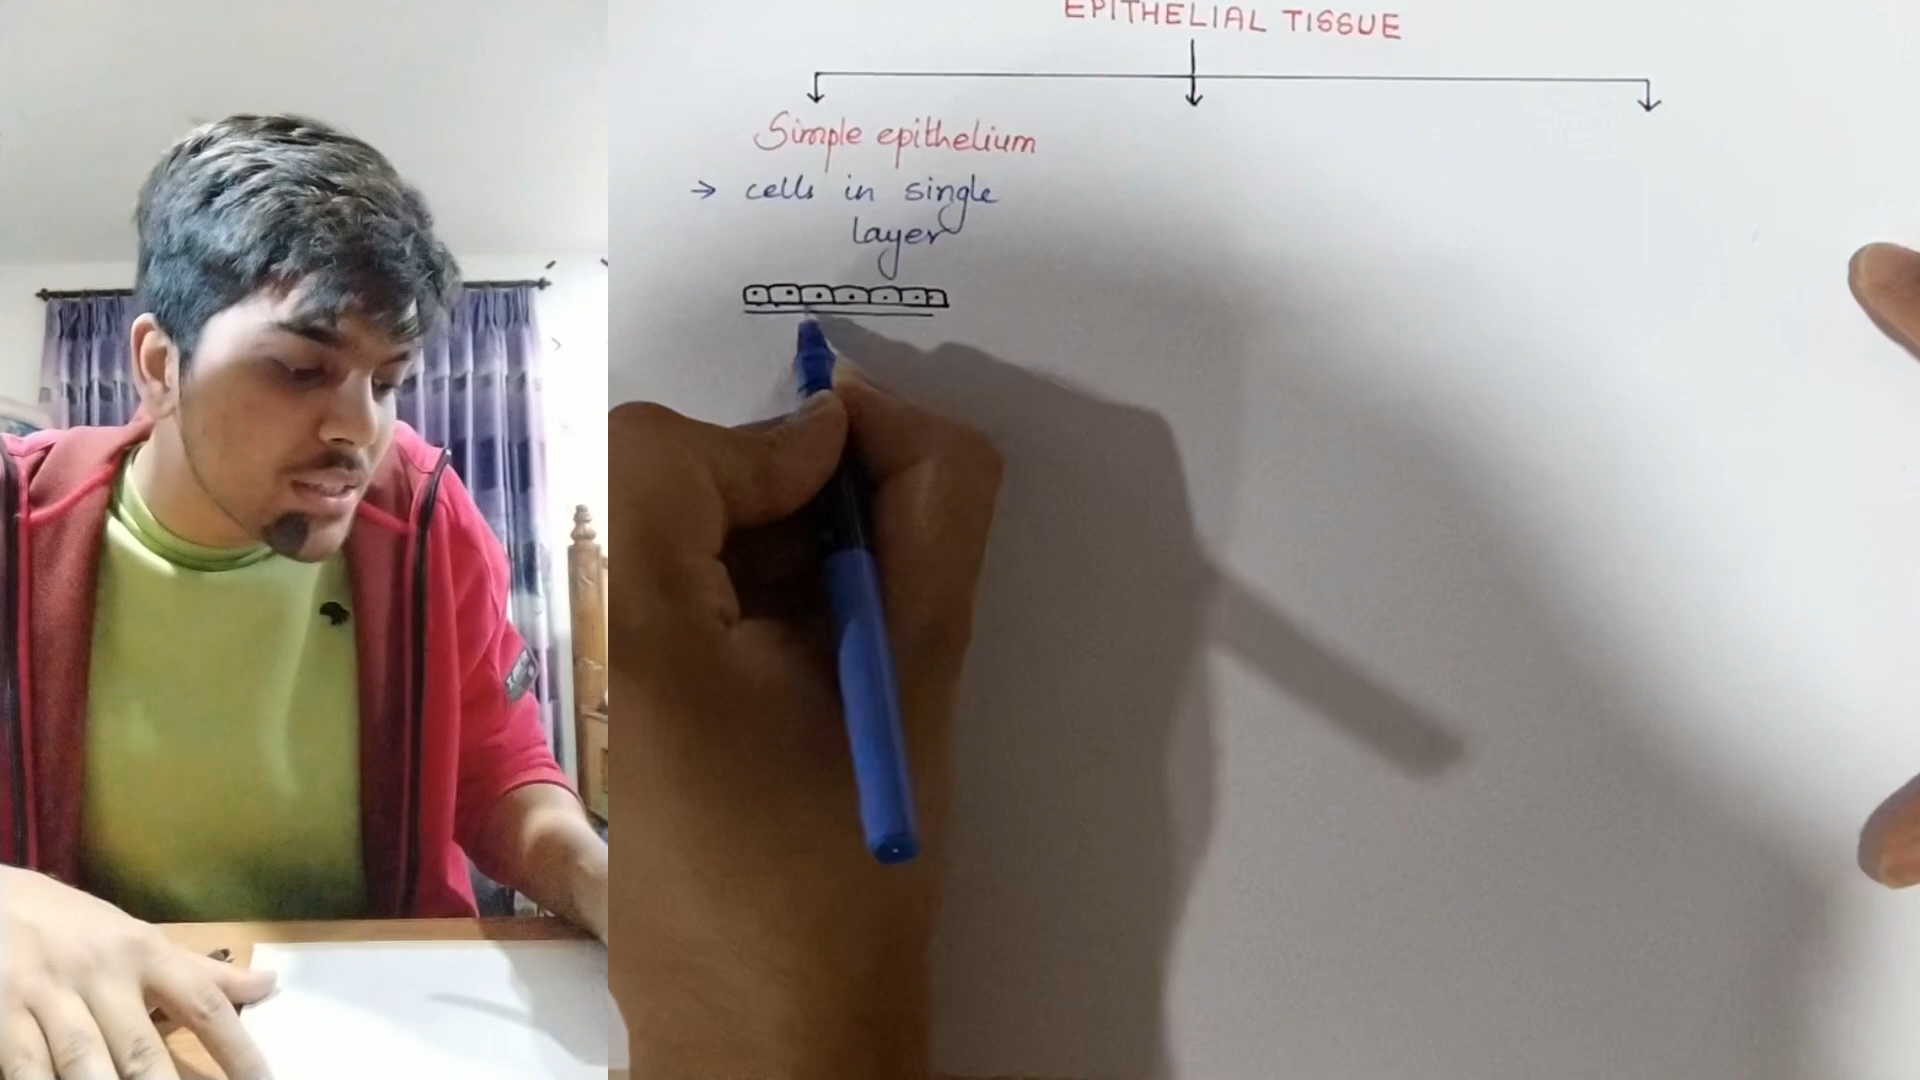 EPITHELIAL TISSUE
Simple epithelium
→ cells in single
layer